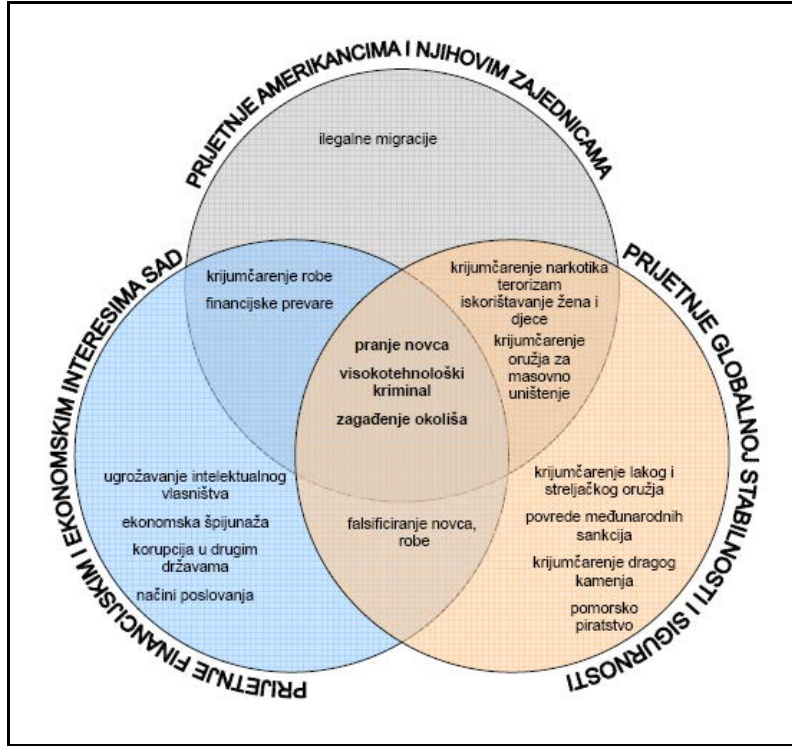 PRIJETNJE AMERIKANCIMA I NJIHOVIM ZAJEDNICAMA
ilegalne migracije
PRIJETNJE FINANCIJSKIM I EKONOMSKIM INTERESIMA SAD
PRIJETNJE GLOBALNOJ STABILNOSTI I SIGURNOSTI
krijumčarenje robe
financijske prevare
krijumčarenje narkotika
terorizam
iskorištavanje žena i
djece
krijumčarenje
oružja za
masovno
uništenje
pranje novca
visokotehnološki
kriminal
zagađenje okoliša
ugrožavanje intelektualnog
vlasništva
ekonomska špijunaža
korupcija u drugim
državama
načini poslovanja
falsificiranje novca,
robe
krijumčarenje lakog i
streljačkog oružja
povrede međunarodnih
sankcija
krijumčarenje dragog
kamenja
pomorsko
piratstvo